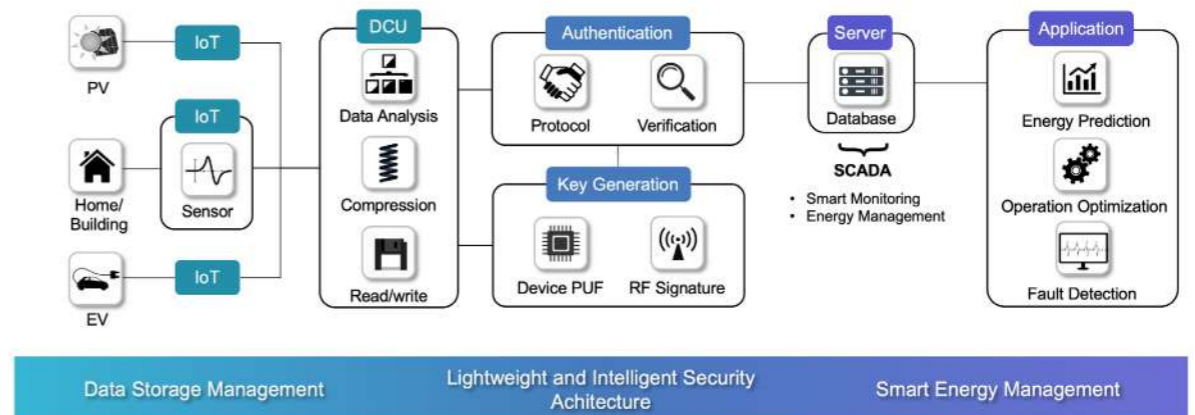 PV
IoT
Home/
Building
IoT
Sensor
EV
IoT
DCU
Data Analysis
Compression
Read/write
Authentication
Protocol
Verification
Key Generation
Device PUF
RF Signature
Server
Database
SCADA
• Smart Monitoring
• Energy Management
Application
Energy Prediction
Operation Optimization
Fault Detection
Data Storage Management
Lightweight and Intelligent Security
Achitecture
Smart Energy Management